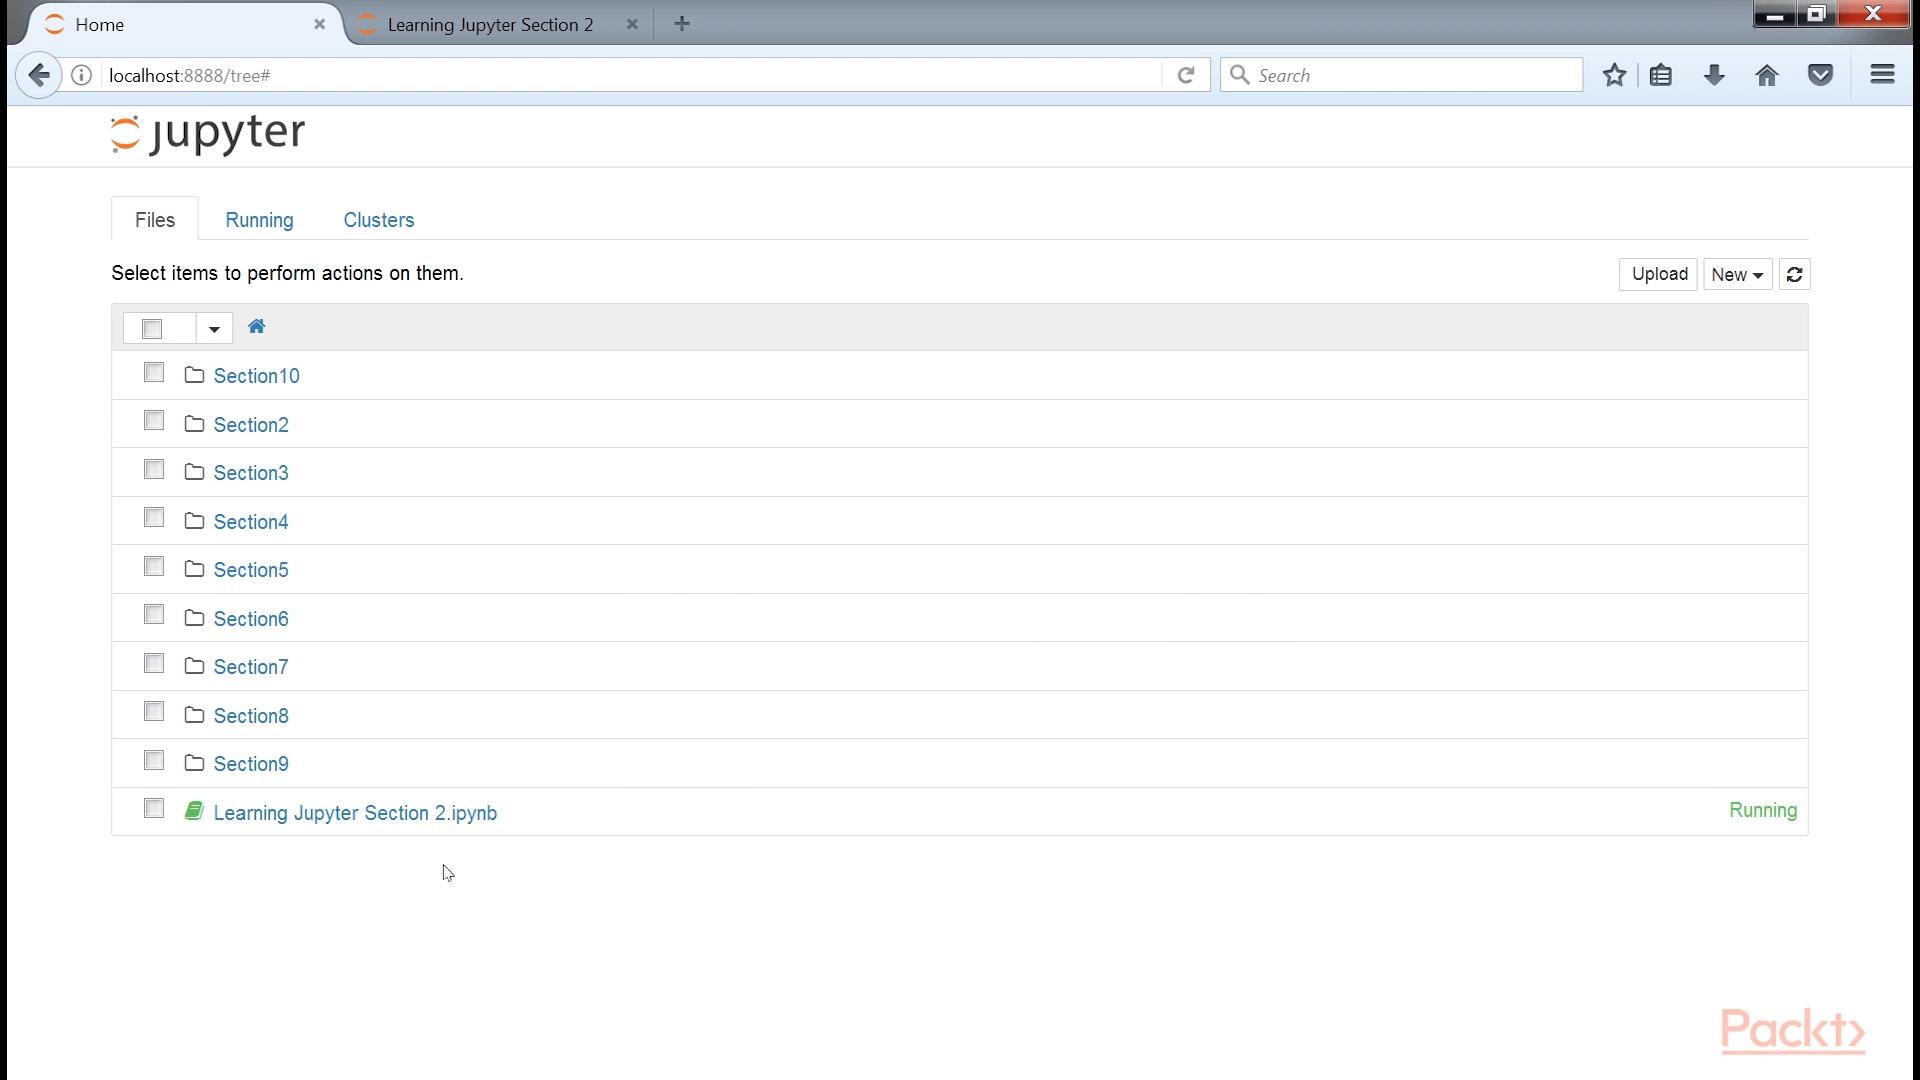 Home
Learning Jupyter Section 2
localhost:8888/tree#
Search
jupyter
Files
Running
Clusters
Select items to perform actions on them.
Upload
New
Section10
Section2
Section3
Section4
Section5
Section6
Section7
Section8
Section9
Learning Jupyter Section 2.ipynb
Running
Packt>